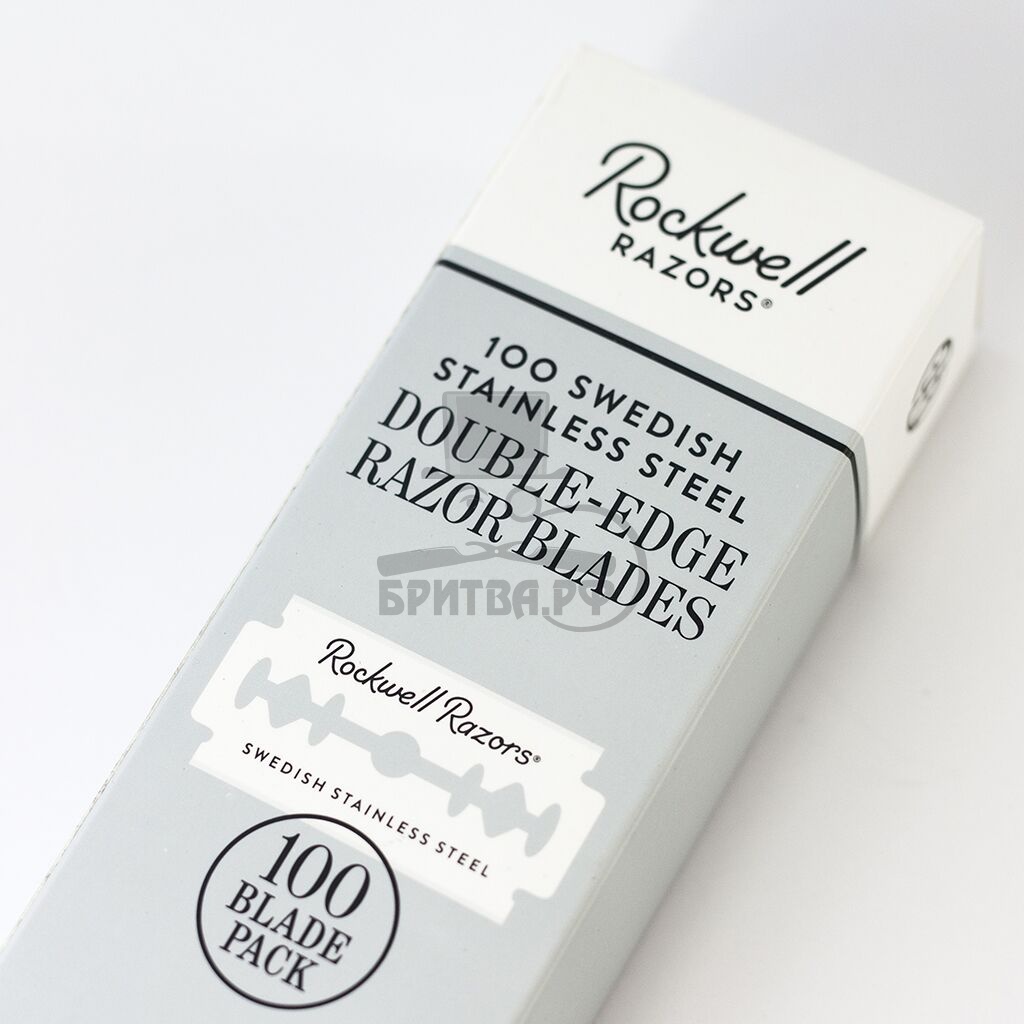 Rockwell
RAZORS®
100 SWEDISH
STAINLESS STEEL
DOUBLE-EDGE
RAZOR BLADES
БРИТВА.РФ
Rockwell Razors®
SWEDISH STAINLESS STEEL
100
BLADE
PACK